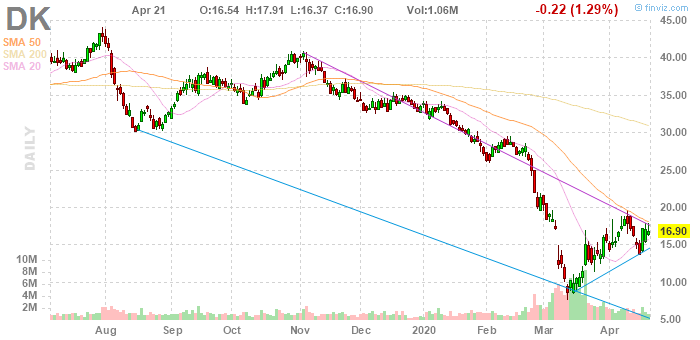 DK Apr 21 O:16.54 H:17.91 L:16.37 C:16.90 Vol:1.06M -0.22 (1.29%) © finviz.com
SMA 50
SMA 200
SMA 20
DAILY
45.00
40.00
35.00
30.00
25.00
20.00
16.90
15.00
10.00
5.00
10M
8M
6M
4M
2M
Aug Sep Oct Nov Dec 2020 Feb Mar Apr